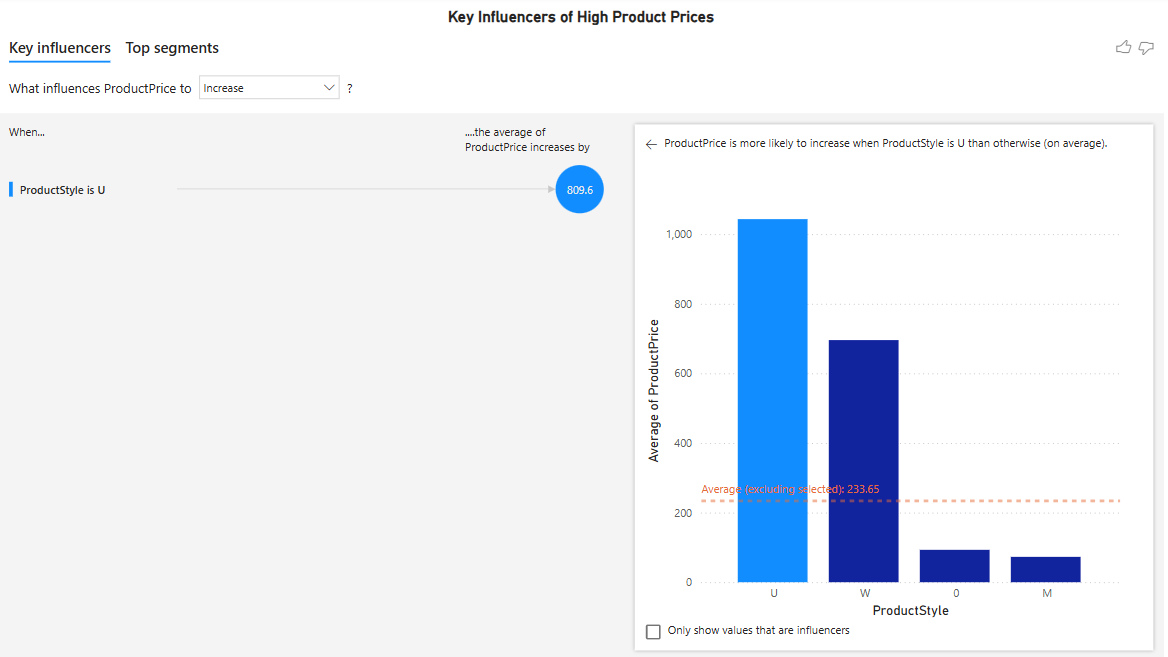 Key Influencers of High Product Prices
Key influencers
Top segments
What influences ProductPrice to
Increase
?
When...
....the average of
ProductPrice increases by
ProductStyle is U
809.6
ProductPrice is more likely to increase when ProductStyle is U than otherwise (on average).
1,000
800
600
400
200
0
Average of ProductPrice
Average (excluding selected): 233.65
U
W
0
M
ProductStyle
Only show values that are influencers